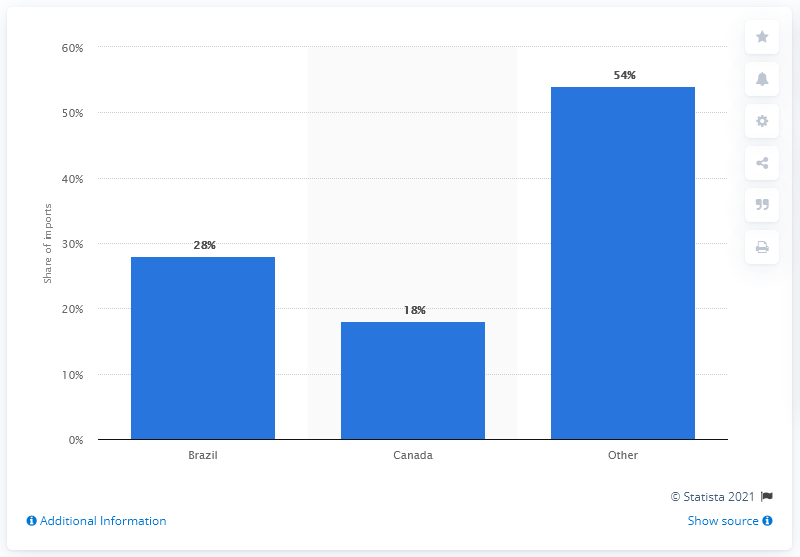 60%
54%
50%
40%
Share of imports
30%
28%
20%
18%
10%
0%
Brazil
Canada
Other
© Statista 2021
Additional Information
Show source